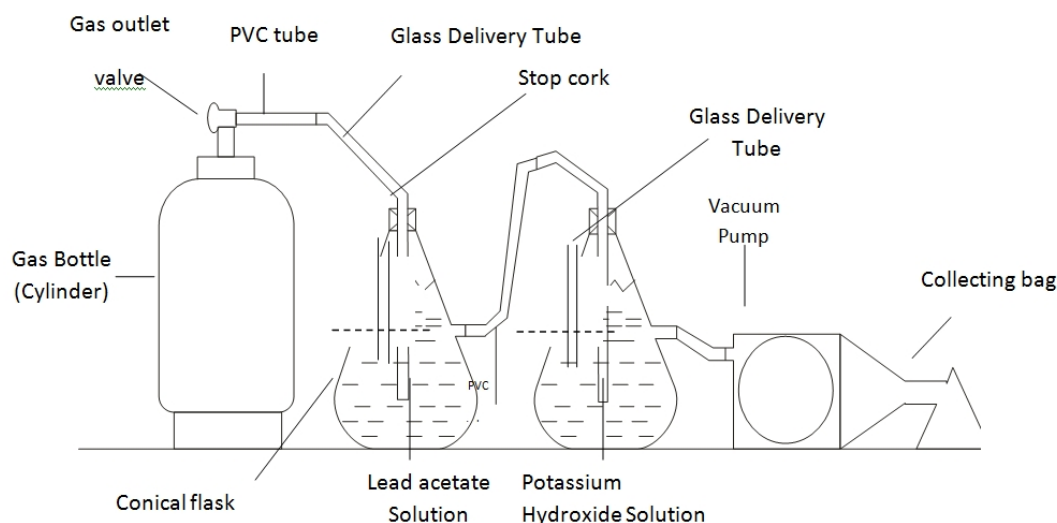 Gas outlet
valve
PVC tube
Glass Delivery Tube
Stop cork
Glass Delivery
Tube
Vacuum
Pump
Gas Bottle
(Cylinder)
Collecting bag
PVC
Conical flask
Lead acetate
Solution
Potassium
Hydroxide Solution